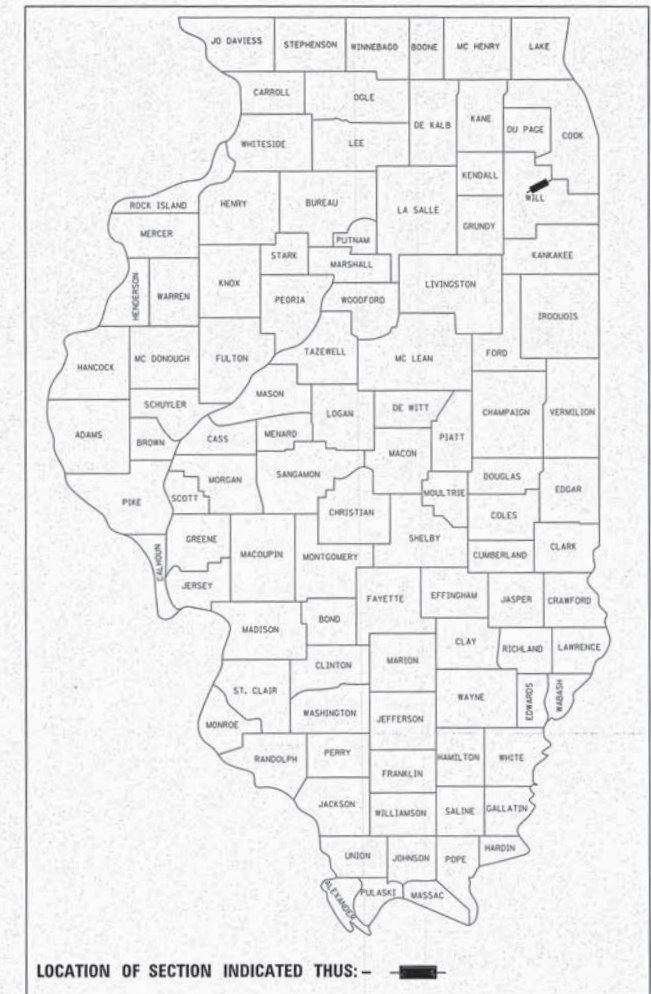 JO DAVIESS STEPHENSON WINNEBAGO BOONE MC HENRY LAKE
CARROLL OGLE DE KALB KANE DU PAGE COOK
WHITESIDE LEE
KENDALL
ROCK ISLAND HENRY BUREAU LA SALLE WILL
MERCER PUTNAM GRUNDY
STARK MARSHALL KANKAKEE
HENDERSON WARREN KNOX PEORIA WOODFORD LIVINGSTON IROQUOIS
HANCOCK MC DONOUGH FULTON TAZEWELL MC LEAN FORD
SCHUYLER MASON LOGAN DE WITT CHAMPAIGN VERMILION
ADAMS BROWN CASS MENARD MACON PIATT
PIKE SCOTT MORGAN SANGAMON MOULTRIE DOUGLAS EDGAR
CHRISTIAN COLES
CALHOUN GREENE MACOUPIN MONTGOMERY SHELBY CUMBERLAND CLARK
JERSEY FAYETTE EFFINGHAM JASPER CRAWFORD
MADISON BOND
CLAY RICHLAND LAWRENCE
CLINTON MARION
ST. CLAIR WAYNE EDWARDS WABASH
MONROE WASHINGTON JEFFERSON
RANDOLPH PERRY HAMILTON WHITE
FRANKLIN
JACKSON WILLIAMSON SALINE GALLATIN
UNION JOHNSON POPE HARDIN
ALEXANDER PULASKI MASSAC
LOCATION OF SECTION INDICATED THUS: –